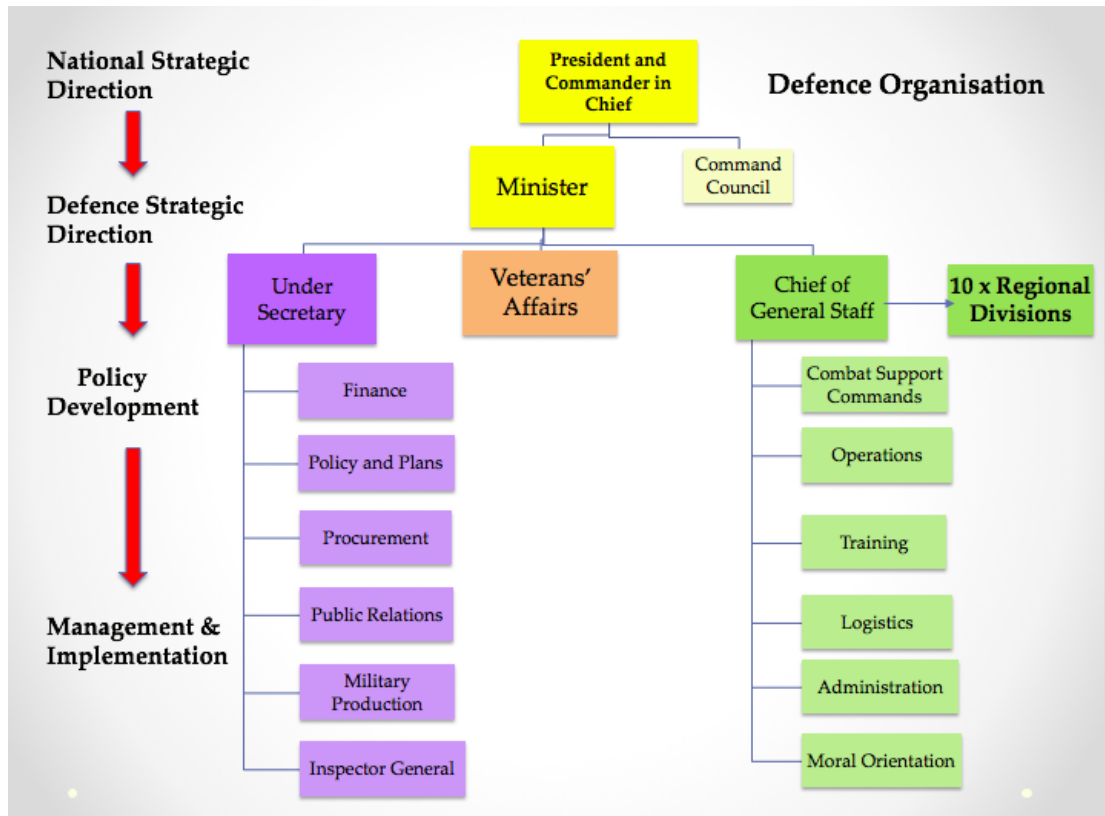 National Strategic
Direction
President and
Commander in
Chief
Defence Organisation
Command
Council
Minister
Defence Strategic
Direction
Under
Secretary
Veterans'
Affairs
Chief of
General Staff
10 x Regional
Divisions
Policy
Development
Finance
Policy and Plans
Procurement
Public Relations
Military
Production
Inspector General
Combat Support
Commands
Operations
Training
Logistics
Administration
Moral Orientation
Management &
Implementation